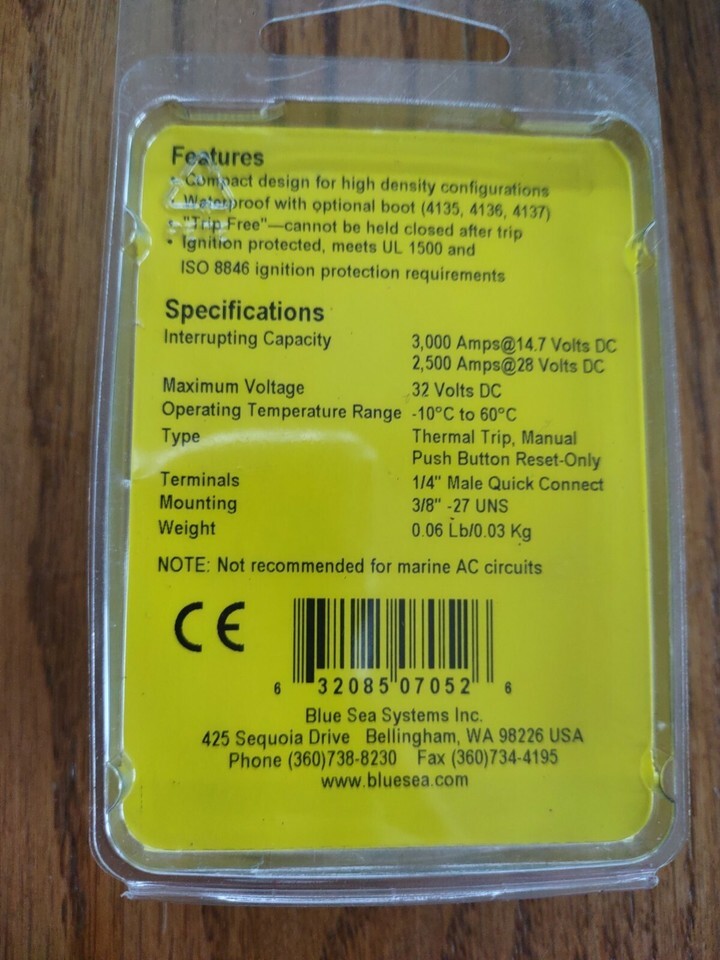 Features
• Compact design for high density configurations
• Waterproof with optional boot (4135, 4136, 4137)
• "Trip Free"—cannot be held closed after trip
• Ignition protected, meets UL 1500 and
ISO 8846 ignition protection requirements
Specifications
Interrupting Capacity 3,000 Amps@14.7 Volts DC
2,500 Amps@28 Volts DC
Maximum Voltage 32 Volts DC
Operating Temperature Range -10°C to 60°C
Type Thermal Trip, Manual
Push Button Reset-Only
Terminals 1/4" Male Quick Connect
Mounting 3/8" -27 UNS
Weight 0.06 Lb/0.03 Kg
NOTE: Not recommended for marine AC circuits
CE
6 32085 07052 6
Blue Sea Systems Inc.
425 Sequoia Drive Bellingham, WA 98226 USA
Phone (360)738-8230 Fax (360)734-4195
www.bluesea.com